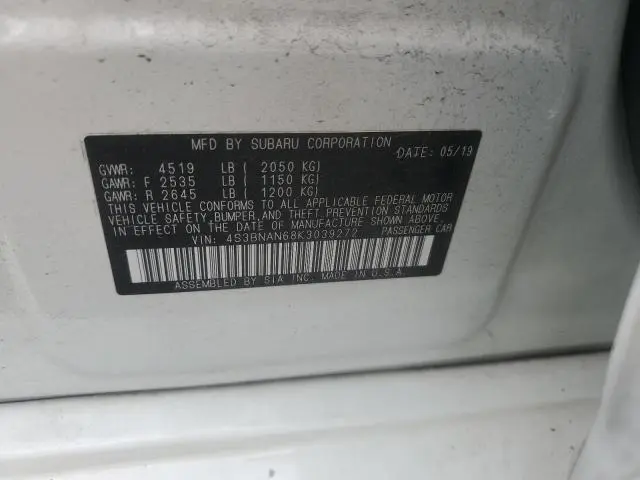 MFD BY SUBARU CORPORATION
DATE: 05/19
GVWR: 4519 LB ( 2050 KG)
GAWR: F 2535 LB ( 1150 KG)
GAWR: R 2645 LB ( 1200 KG)
THIS VEHICLE CONFORMS TO ALL APPLICABLE FEDERAL MOTOR
VEHICLE SAFETY, BUMPER, AND THEFT PREVENTION STANDARDS
IN EFFECT ON THE DATE OF MANUFACTURE SHOWN ABOVE.
VIN: 4S3BNAN68K3039272 PASSENGER CAR
ASSEMBLED BY SIA INC. MADE IN U.S.A.